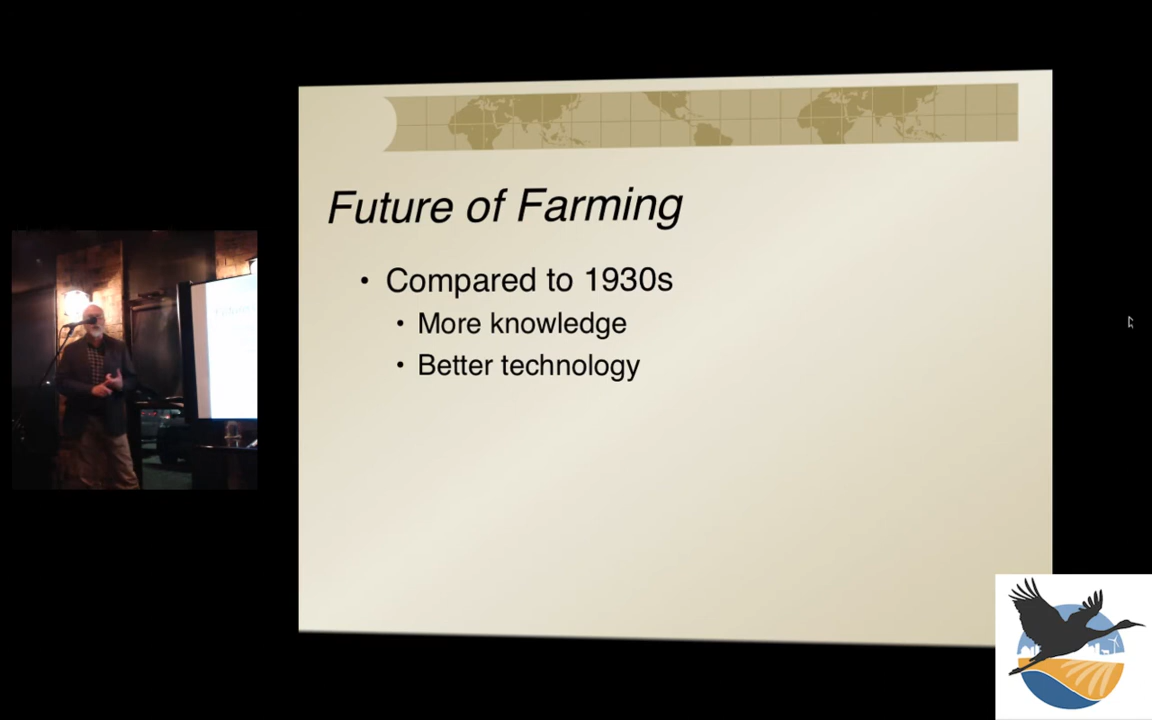 Future of Farming
• Compared to 1930s
• More knowledge
• Better technology